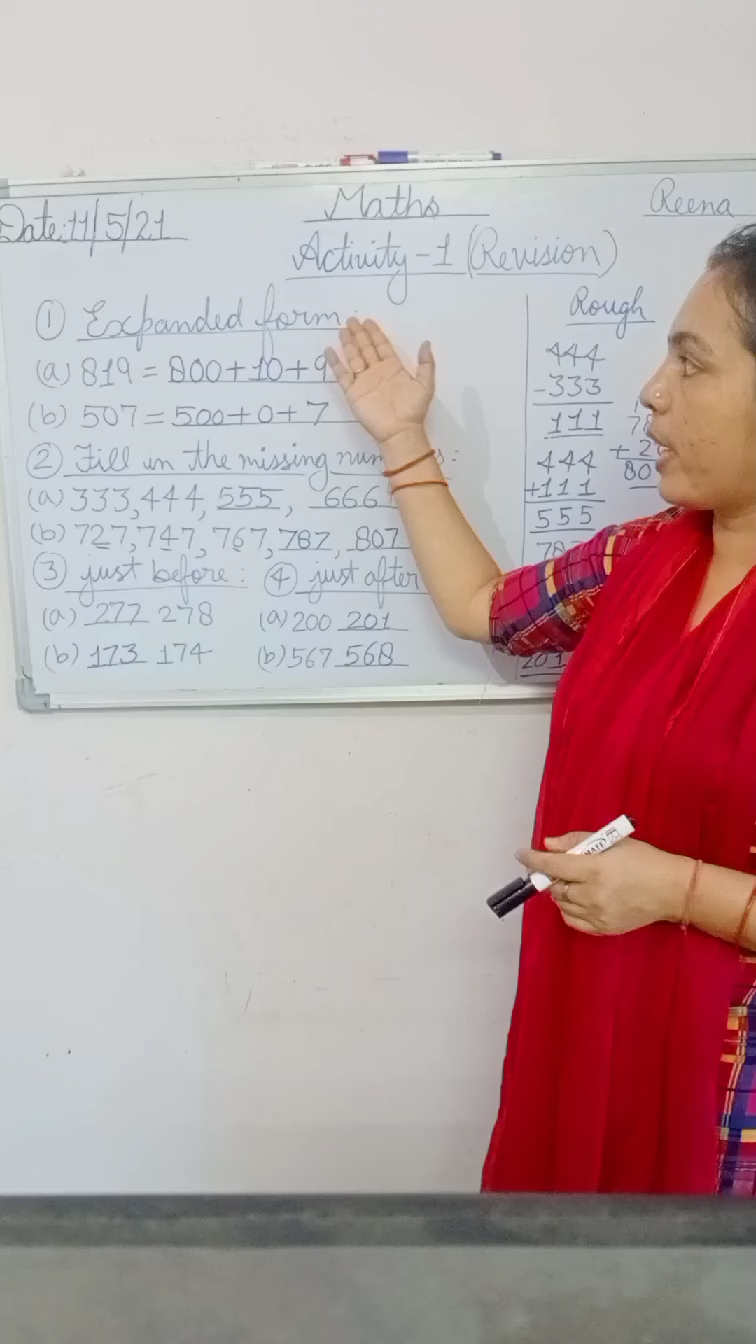 Date:11/5/21
Maths
Reena
Activity-1 (Revision)
① Expanded form:
(a) 819 = 800+10+9
(b) 507 = 500+0+7
② Fill in the missing :
(a) 333, 444, 555, 666
(b) 727, 747, 767, 787, 807
③ just before:
(a) 277 278
(b) 173 174
④ just after
(a) 200 201
(b) 567 568
Rough
444
-333
111
444
+111
555